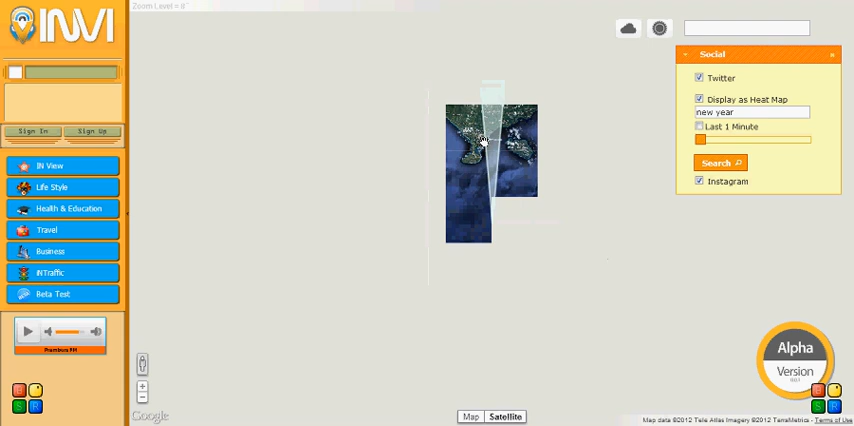 INVI
Zoom Level = 8
Sign In
Sign Up
IN View
Life Style
Health & Education
Travel
Business
INTraffic
Beta Test
Prambors FM
B
S
R
Google
Map
Satellite
Social
Twitter
Display as Heat Map
new year
Last 1 Minute
Search
Instagram
Alpha
Version
B
S
R
Map data ©2012 Tele Atlas Imagery ©2012 TerraMetrics - Terms of Use